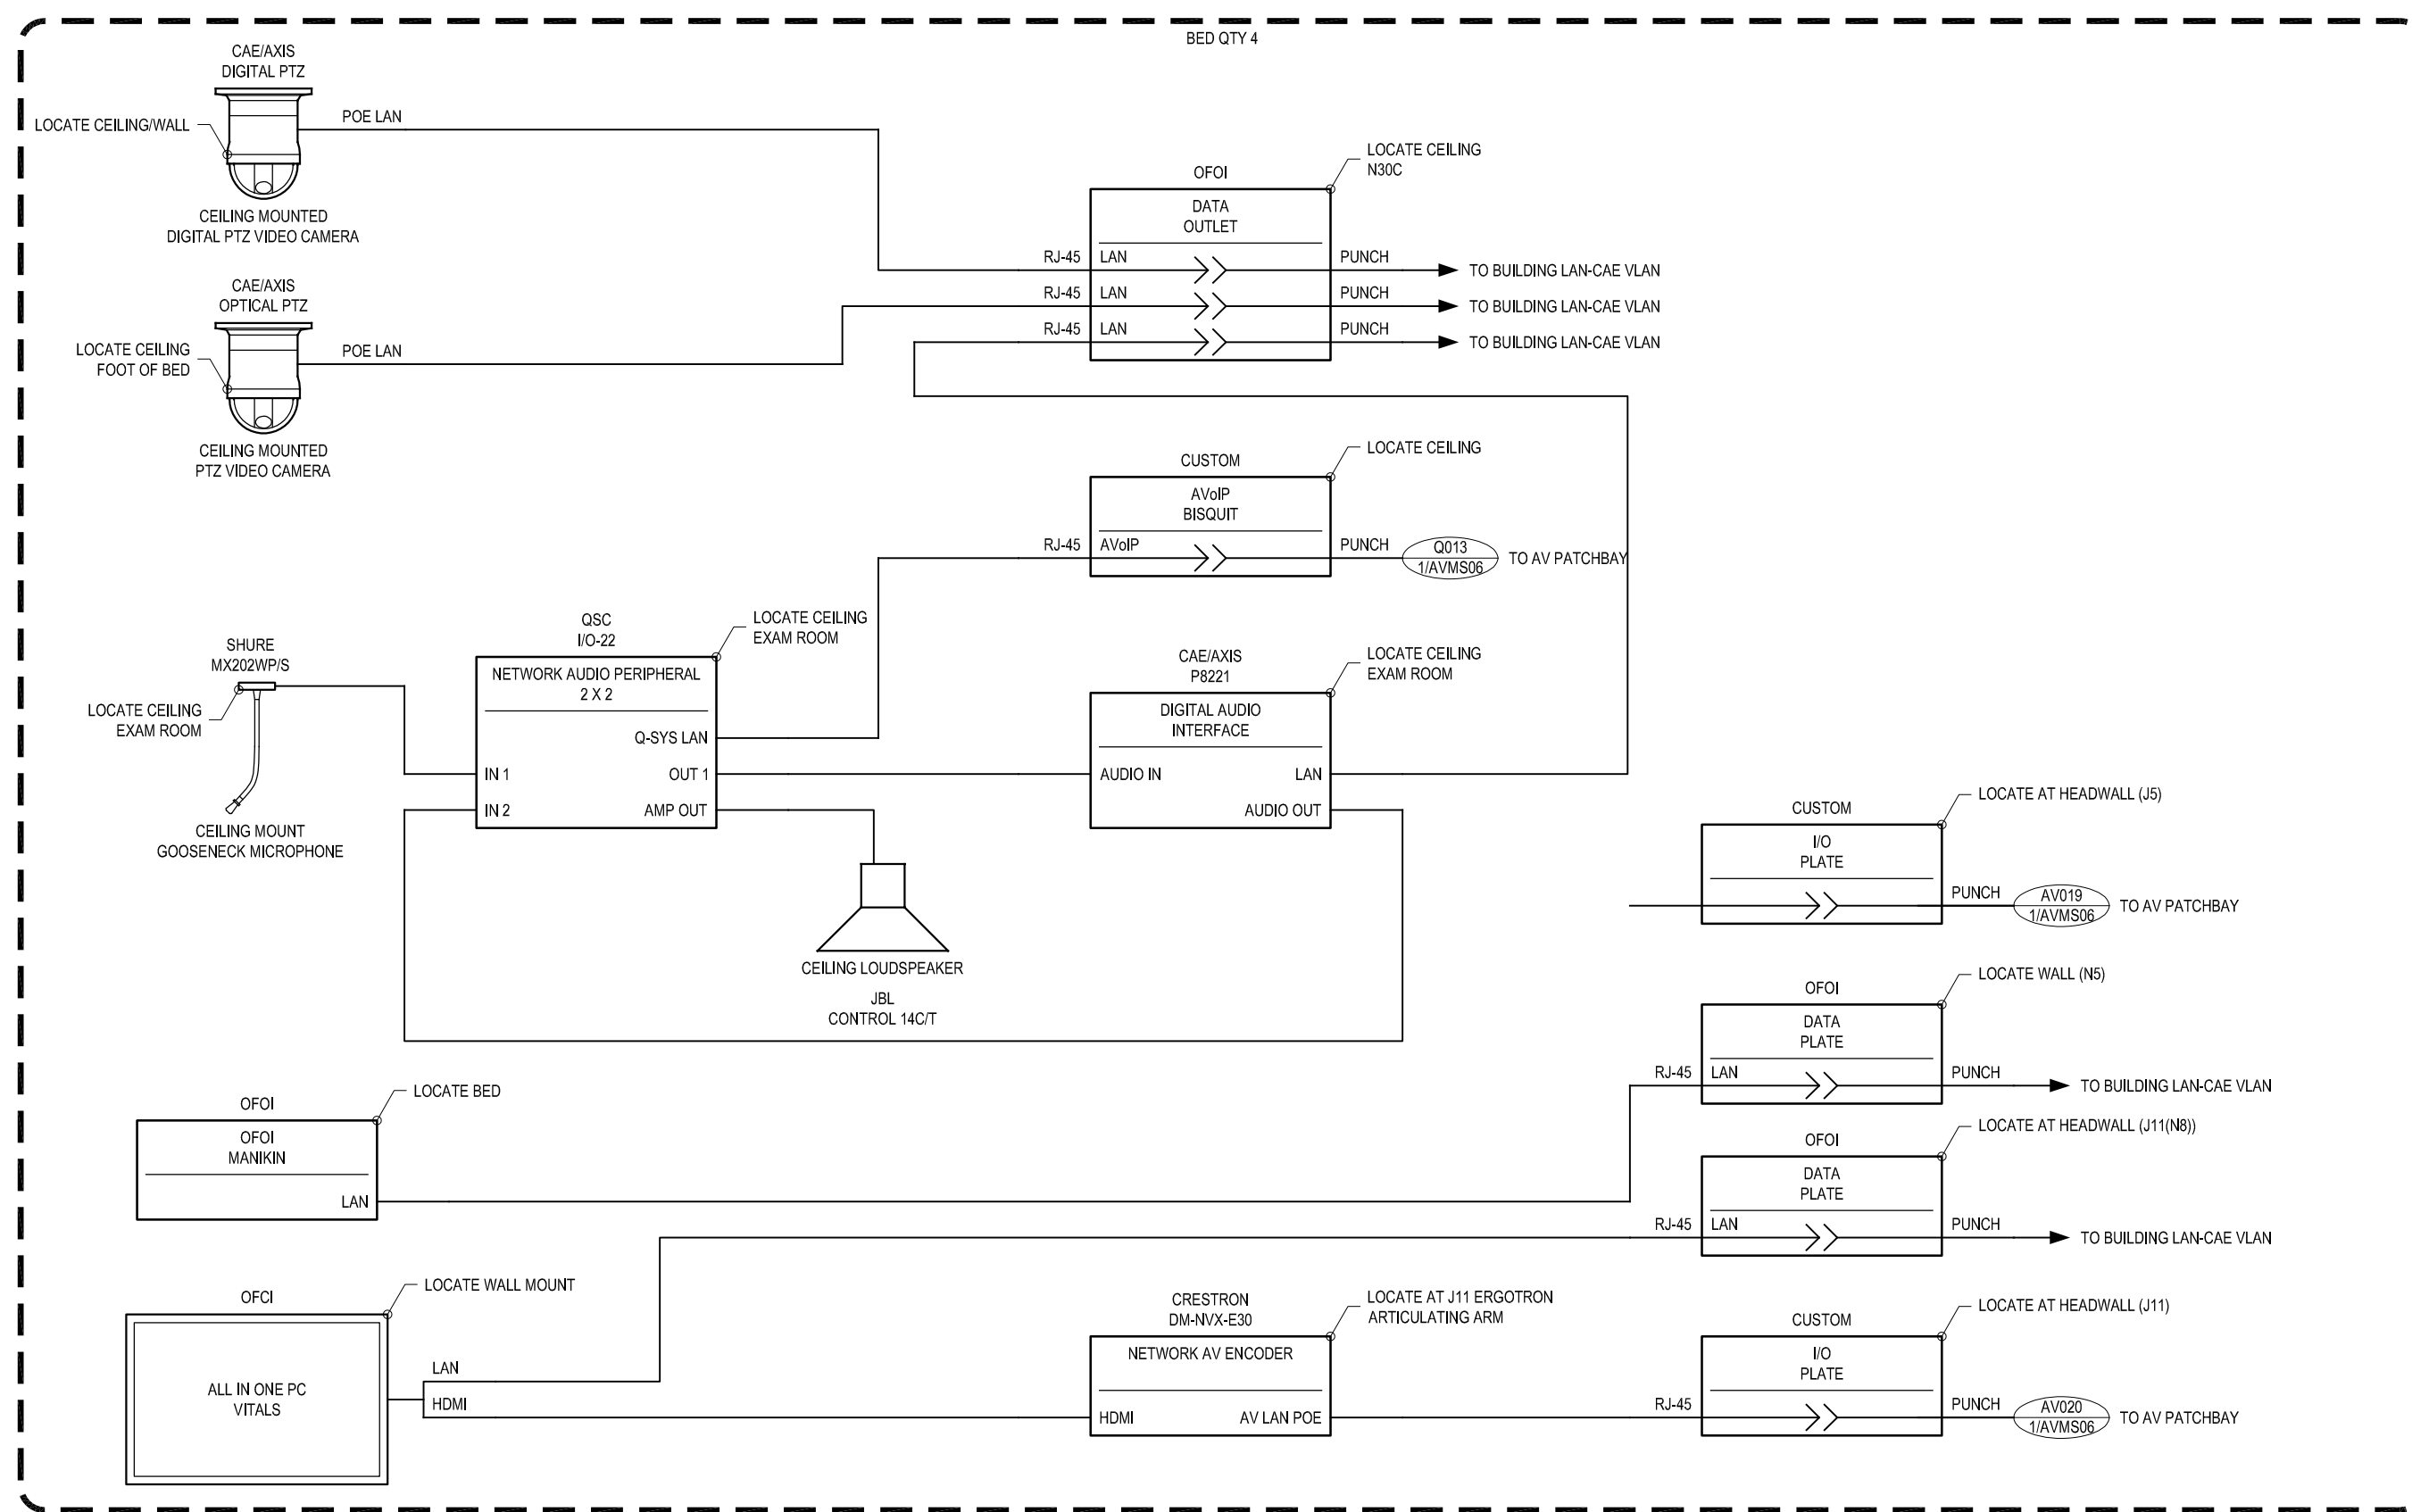 BED QTY 4
CAE/AXIS
DIGITAL PTZ
LOCATE CEILING/WALL
POE LAN
CEILING MOUNTED
DIGITAL PTZ VIDEO CAMERA
CAE/AXIS
OPTICAL PTZ
LOCATE CEILING
FOOT OF BED
POE LAN
CEILING MOUNTED
PTZ VIDEO CAMERA
LOCATE CEILING
N30C
OFOI
DATA
OUTLET
RJ-45 LAN PUNCH TO BUILDING LAN-CAE VLAN
RJ-45 LAN PUNCH TO BUILDING LAN-CAE VLAN
RJ-45 LAN PUNCH TO BUILDING LAN-CAE VLAN
LOCATE CEILING
CUSTOM
AVoIP
BISQUIT
RJ-45 AVoIP PUNCH Q013 TO AV PATCHBAY
1/AVMS06
SHURE
MX202WP/S
LOCATE CEILING
EXAM ROOM
CEILING MOUNT
GOOSENECK MICROPHONE
QSC
I/O-22
LOCATE CEILING
EXAM ROOM
NETWORK AUDIO PERIPHERAL
2 X 2
Q-SYS LAN
IN 1 OUT 1
IN 2 AMP OUT
CEILING LOUDSPEAKER
JBL
CONTROL 14C/T
CAE/AXIS
P8221
LOCATE CEILING
EXAM ROOM
DIGITAL AUDIO
INTERFACE
AUDIO IN LAN
AUDIO OUT
LOCATE AT HEADWALL (J5)
CUSTOM
I/O
PLATE
PUNCH AV019 TO AV PATCHBAY
1/AVMS06
LOCATE WALL (N5)
OFOI
DATA
PLATE
RJ-45 LAN PUNCH TO BUILDING LAN-CAE VLAN
LOCATE BED
OFOI
OFOI
MANIKIN
LAN
LOCATE AT HEADWALL (J11(N8))
OFOI
DATA
PLATE
RJ-45 LAN PUNCH TO BUILDING LAN-CAE VLAN
LOCATE WALL MOUNT
OFCI
ALL IN ONE PC
VITALS
LAN
HDMI
CRESTRON
DM-NVX-E30
LOCATE AT J11 ERGOTRON
ARTICULATING ARM
NETWORK AV ENCODER
HDMI AV LAN POE
LOCATE AT HEADWALL (J11)
CUSTOM
I/O
PLATE
RJ-45 PUNCH AV020 TO AV PATCHBAY
1/AVMS06